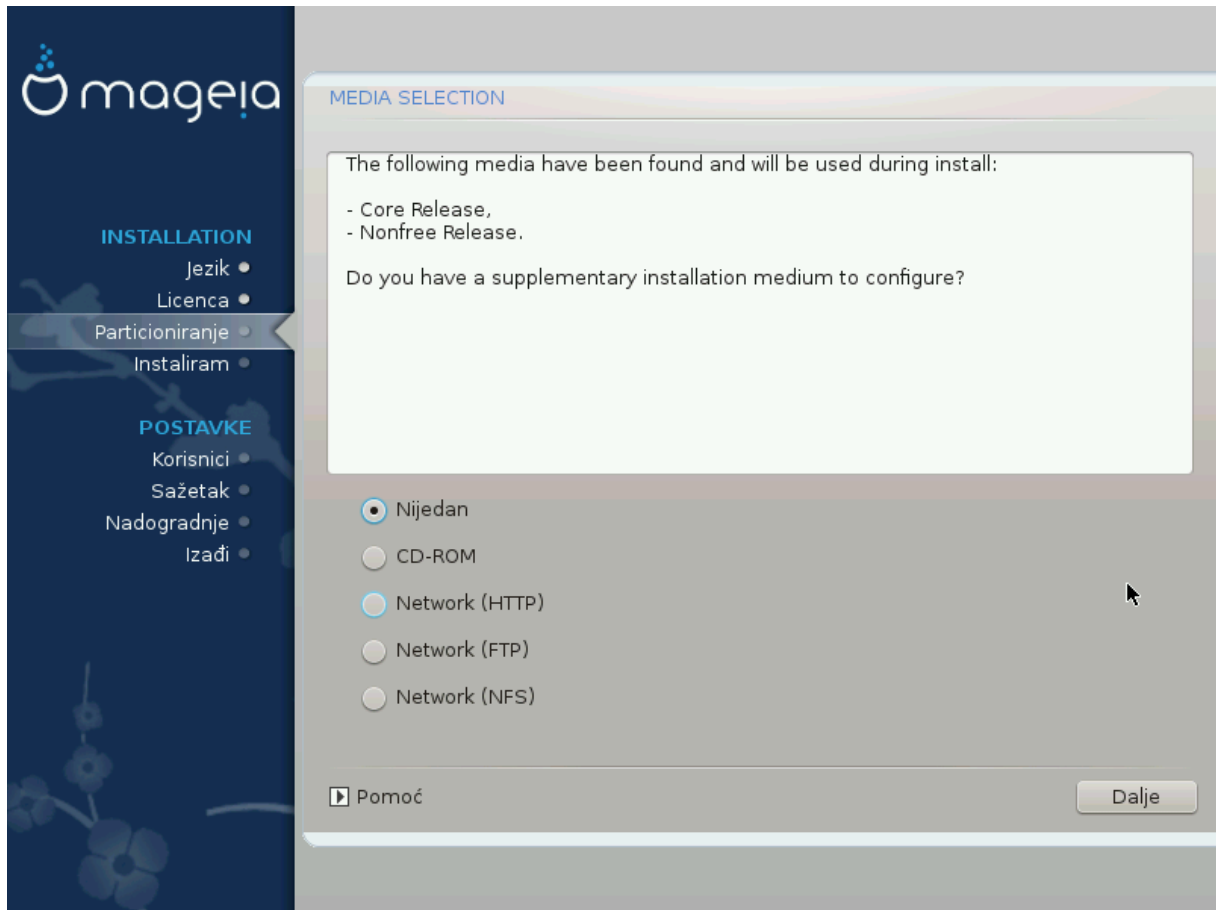 mageia
INSTALLATION
Jezik
Licenca
Particioniranje
Instaliram
POSTAVKE
Korisnici
Sažetak
Nadogradnje
Izađi
MEDIA SELECTION
The following media have been found and will be used during install:
- Core Release,
- Nonfree Release.
Do you have a supplementary installation medium to configure?
Nijedan
CD-ROM
Network (HTTP)
Network (FTP)
Network (NFS)
Pomoć
Dalje